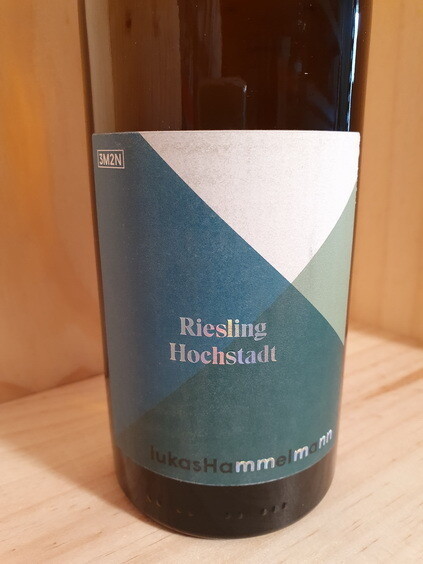 3M2N
Riesling
Hochstadt
lukasHammelmann